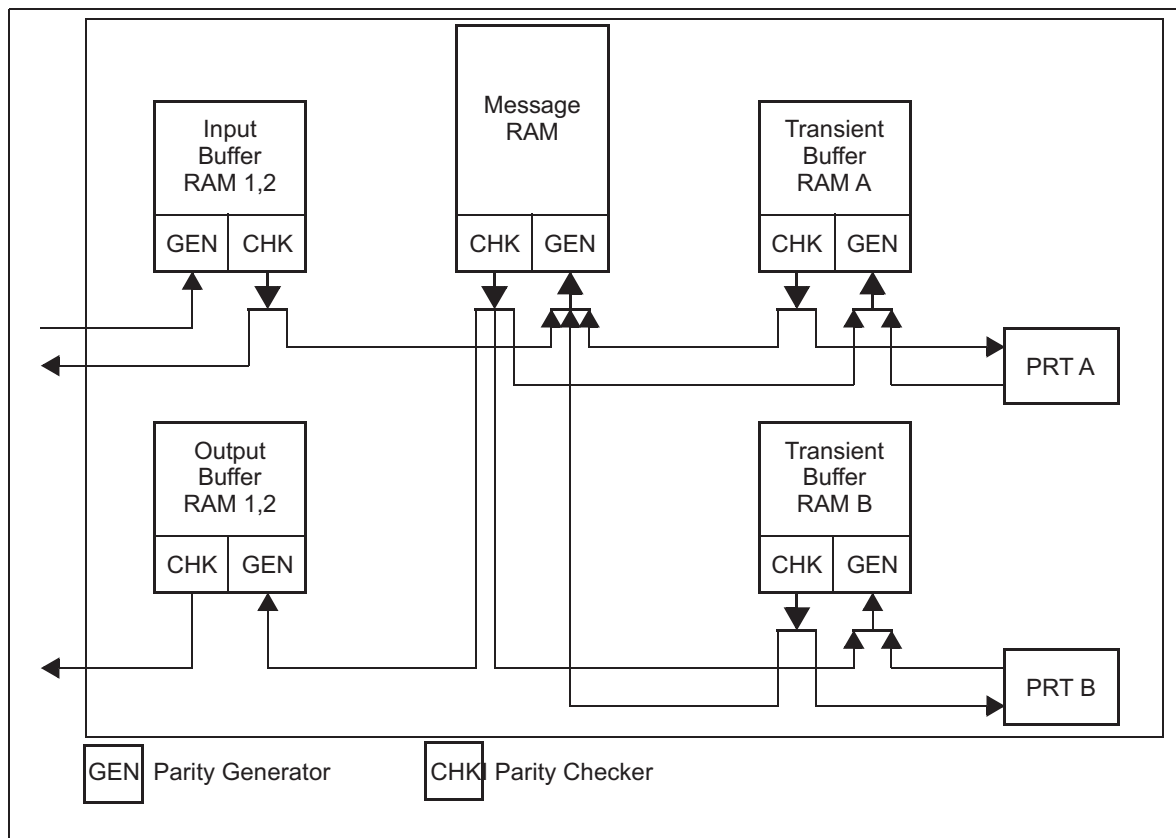 Message
RAM
Input
Buffer
RAM 1,2
Transient
Buffer
RAM A
GEN
CHK
CHK
GEN
CHK
GEN
PRT A
Output
Buffer
RAM 1,2
Transient
Buffer
RAM B
CHK
GEN
CHK
GEN
PRT B
GEN Parity Generator
CHK Parity Checker